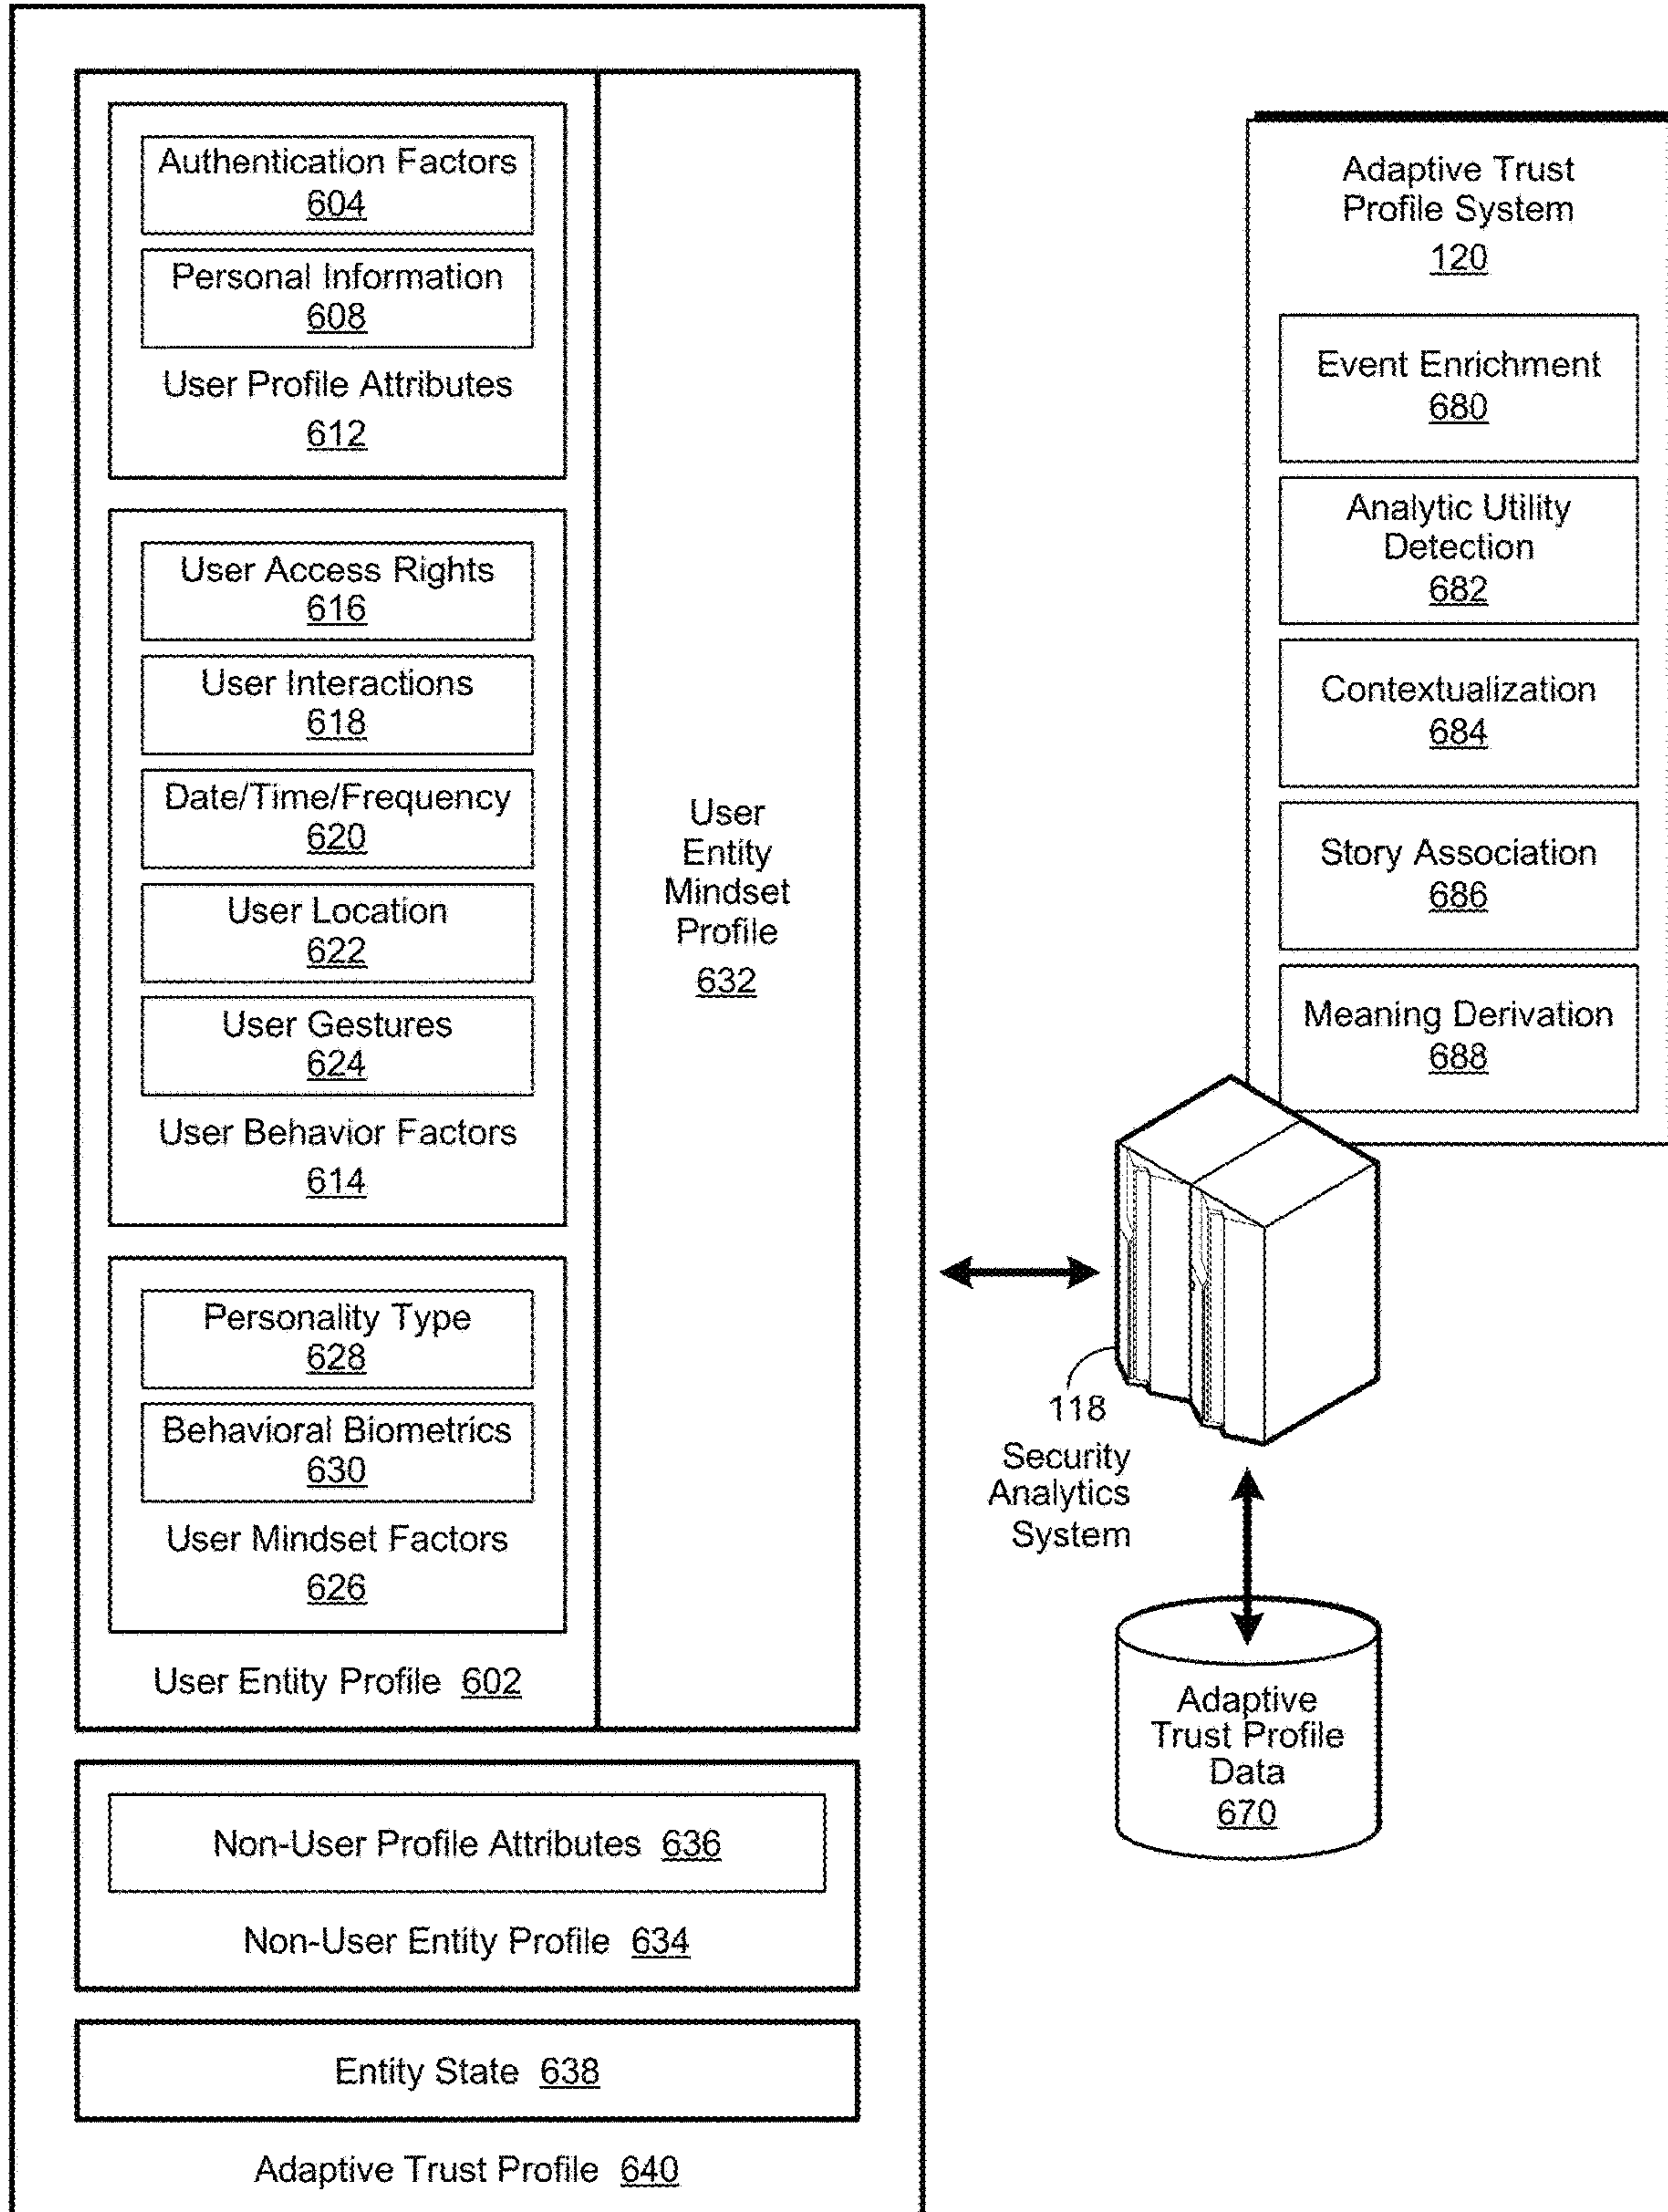 Authentication Factors
604
Personal Information
608
User Profile Attributes
612
User Access Rights
616
User Interactions
618
Date/Time/Frequency
620
User Location
622
User Gestures
624
User Behavior Factors
614
Personality Type
628
Behavioral Biometrics
630
User Mindset Factors
626
User Entity Profile 602
User
Entity
Mindset
Profile
632
Non-User Profile Attributes 636
Non-User Entity Profile 634
Entity State 638
Adaptive Trust Profile 640
Adaptive Trust
Profile System
120
Event Enrichment
680
Analytic Utility
Detection
682
Contextualization
684
Story Association
686
Meaning Derivation
688
118
Security
Analytics
System
Adaptive
Trust Profile
Data
670